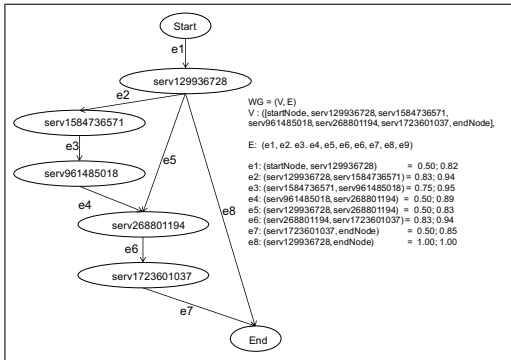 Start
e1
serv129936728
e2
serv1584736571
e3
e5
serv961485018
e4
e8
serv268801194
e6
serv1723601037
e7
End
WG = (V, E)
V : ([startNode, serv129936728, serv1584736571,
serv961485018, serv268801194, serv1723601037, endNode],
E: (e1, e2. e3. e4, e5, e6, e6, e7, e8, e9)
e1: (startNode, serv129936728) = 0.50; 0.82
e2: (serv129936728,serv1584736571) = 0.83; 0.94
e3: (serv1584736571,serv961485018) = 0.75; 0.95
e4: (serv961485018,serv268801194) = 0.50; 0.89
e5: (serv129936728,serv268801194) = 0.50; 0.83
e6: (serv268801194,serv1723601037) = 0.83; 0.94
e7: (serv1723601037, endNode) = 0.50; 0.85
e8: (serv129936728, endNode) = 1.00; 1.00